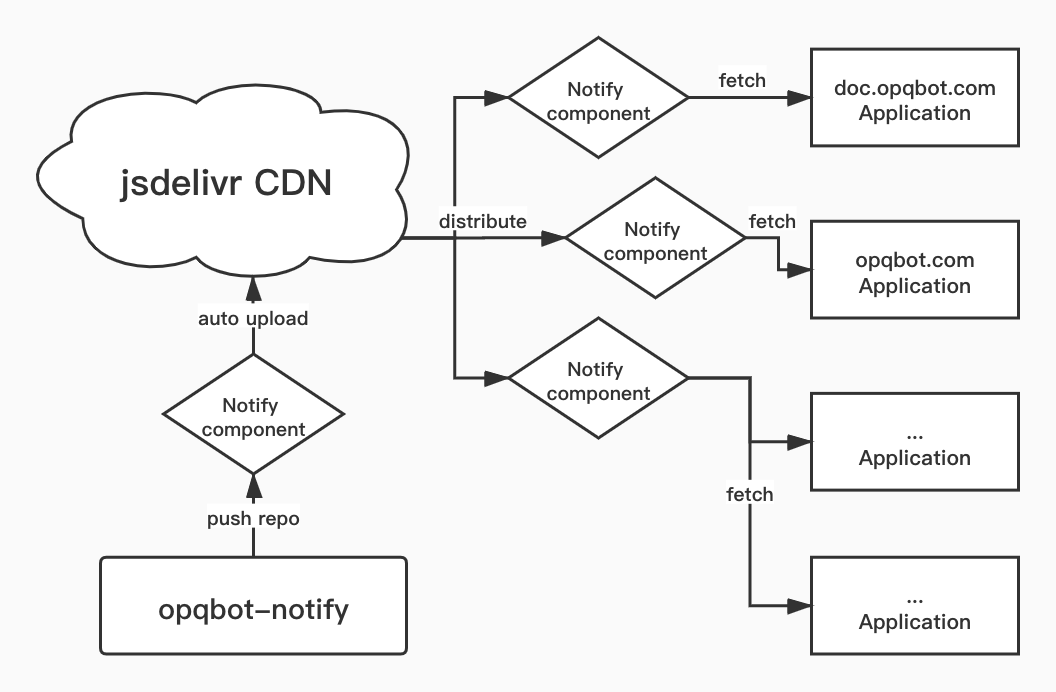 Notify
component
fetch
doc.opqbot.com
Application
jsdelivr CDN
distribute
Notify
component
fetch
opqbot.com
Application
auto upload
Notify
component
Notify
component
...
Application
fetch
push repo
opqbot-notify
...
Application